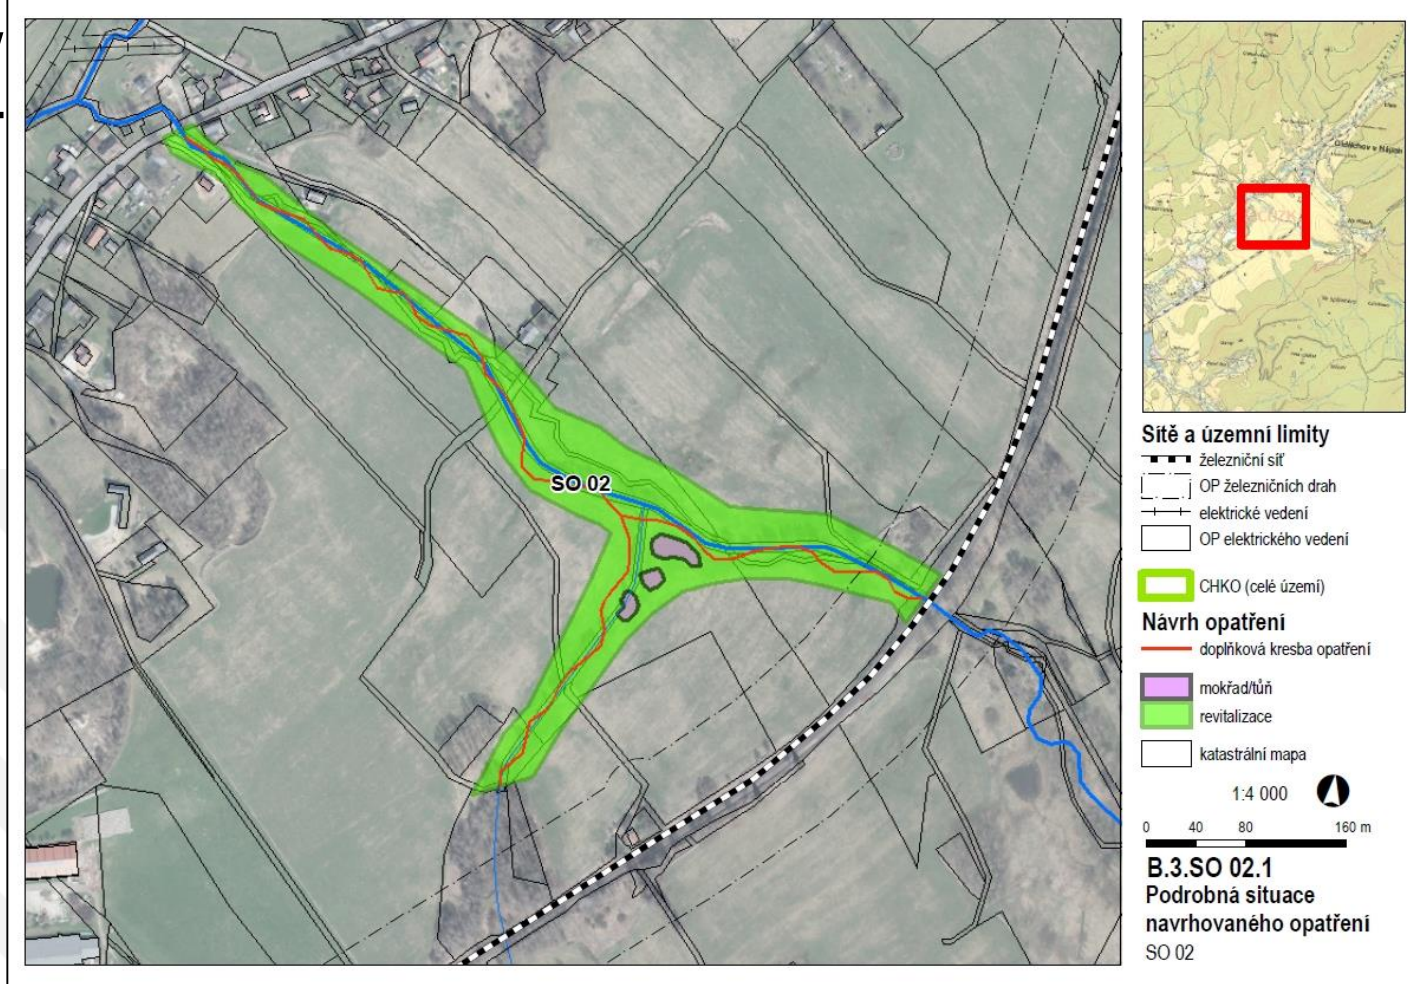 SO 02
Oldřichov v Hájích
Sítě a územní limity
železniční síť
OP železničních drah
elektrické vedení
OP elektrického vedení
CHKO (celé území)
Návrh opatření
doplňková kresba opatření
mokřad/tůň
revitalizace
katastrální mapa
1:4 000
0 40 80 160 m
B.3.SO 02.1
Podrobná situace
navrhovaného opatření
SO 02